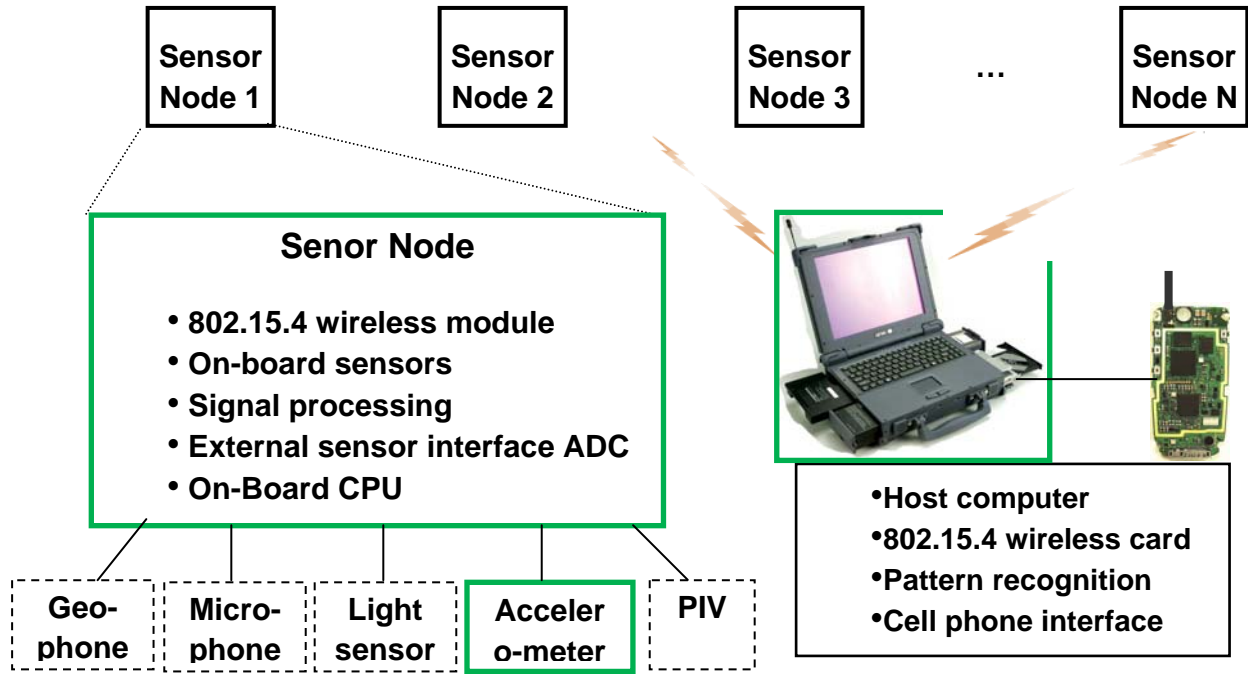 Sensor
Node 1
Sensor
Node 2
Sensor
Node 3
...
Sensor
Node N
Senor Node
• 802.15.4 wireless module
• On-board sensors
• Signal processing
• External sensor interface ADC
• On-Board CPU
Geo-
phone
Micro-
phone
Light
sensor
Acceler
o-meter
PIV
•Host computer
•802.15.4 wireless card
•Pattern recognition
•Cell phone interface